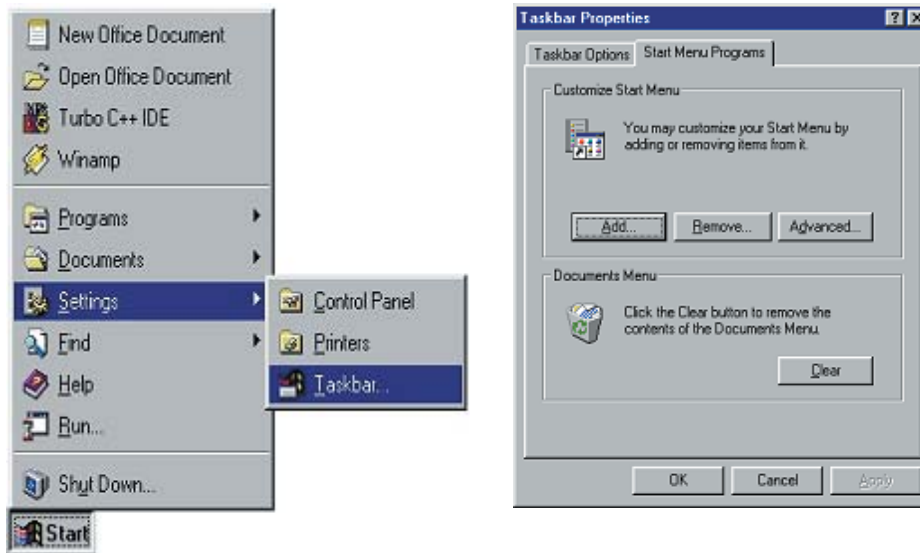 New Office Document
Open Office Document
Turbo C++ IDE
Winamp
Programs
Documents
Settings
Find
Help
Run...
Shut Down...
Start
Control Panel
Printers
Taskbar...
Taskbar Properties
Taskbar Options
Start Menu Programs
Customize Start Menu
You may customize your Start Menu by
adding or removing items from it.
Add...
Remove...
Advanced...
Documents Menu
Click the Clear button to remove the
contents of the Documents Menu.
Clear
OK
Cancel
Apply